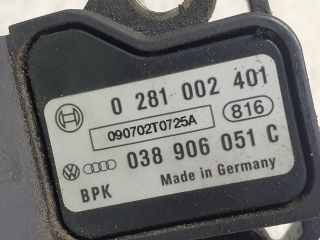 0 281 002 401
090702T0725A 816
038 906 051 C
BPK Made in Germany